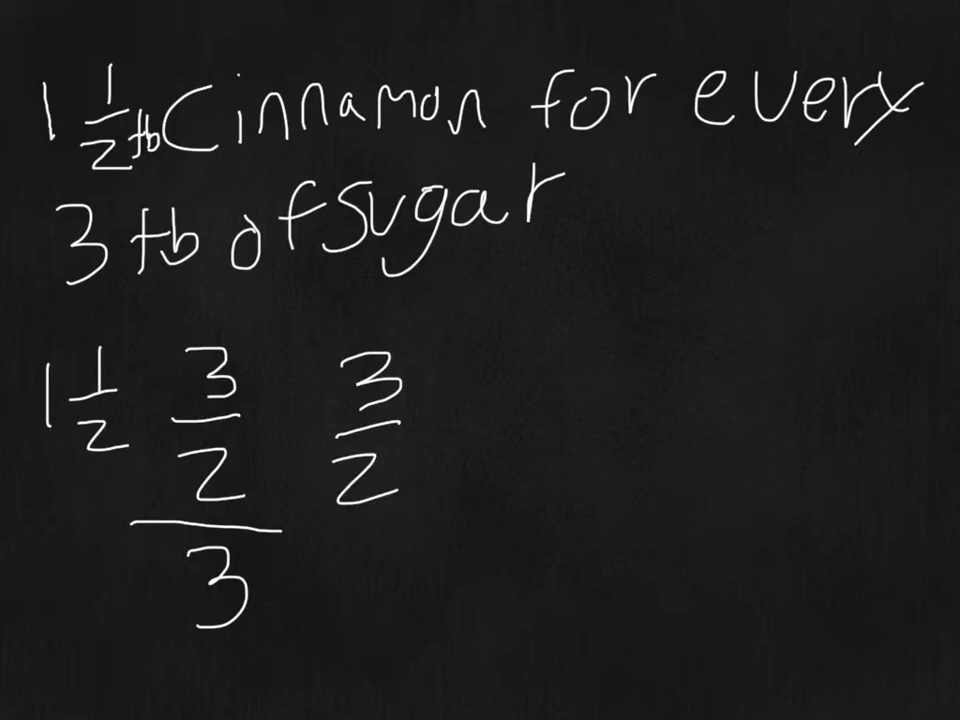 1 1/2 tb Cinnamon for every
3 tb of sugar
1 1/2 3/2 3/2
3